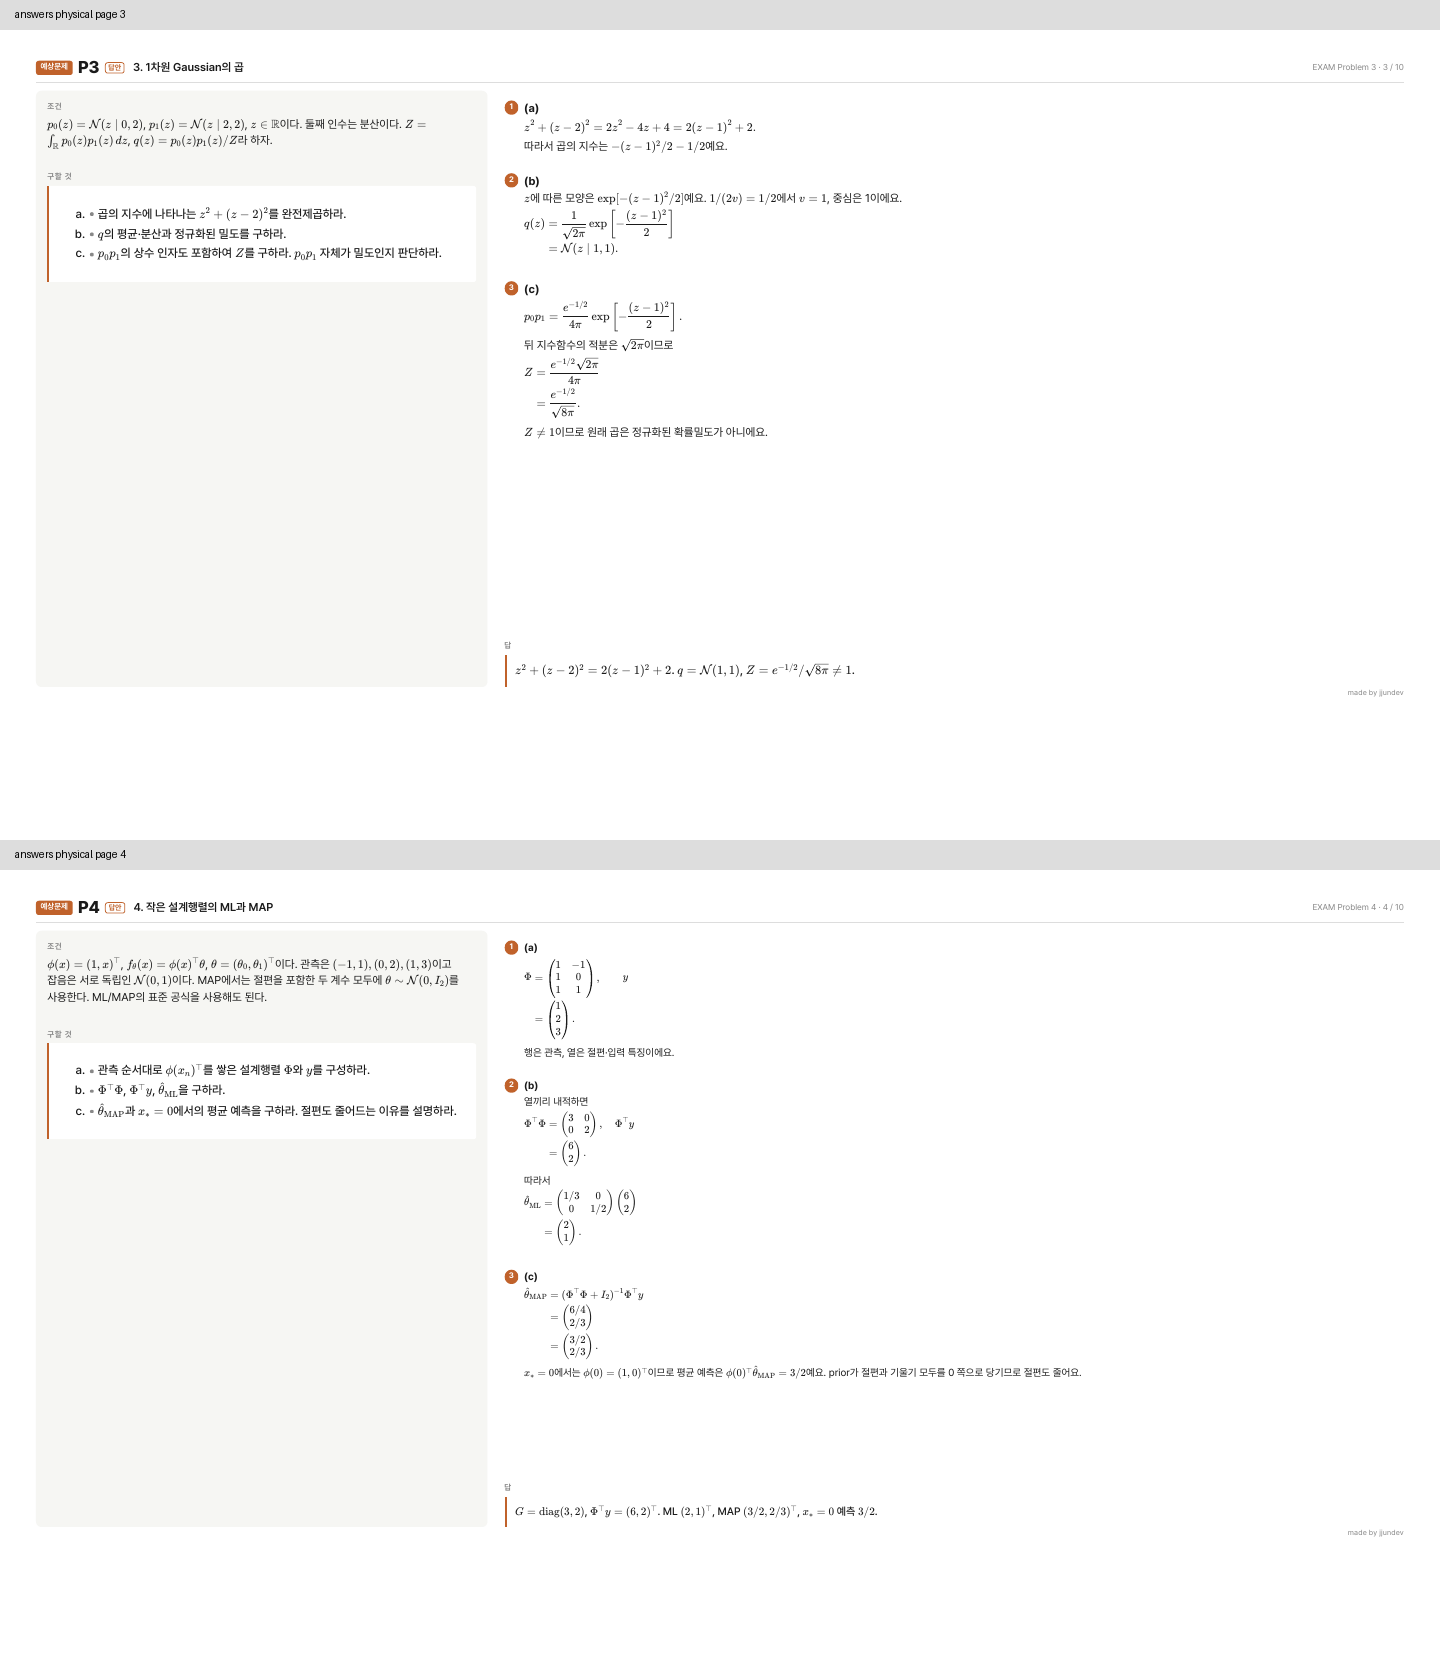 answers physical page 3
예상문제 P3 답안 3. 1차원 Gaussian의 곱
EXAM Problem 3 · 3 / 10
조건
p₀(z) = 𝒩(z | 0, 2), p₁(z) = 𝒩(z | 2, 2), z ∈ ℝ이다. 둘째 인수는 분산이다. Z =
∫_ℝ p₀(z)p₁(z) dz, q(z) = p₀(z)p₁(z)/Z라 하자.
구할 것
a. • 곱의 지수에 나타나는 z² + (z − 2)²를 완전제곱하라.
b. • q의 평균·분산과 정규화된 밀도를 구하라.
c. • p₀p₁의 상수 인자도 포함하여 Z를 구하라. p₀p₁ 자체가 밀도인지 판단하라.
1 (a)
z² + (z − 2)² = 2z² − 4z + 4 = 2(z − 1)² + 2.
따라서 곱의 지수는 −(z − 1)²/2 − 1/2예요.
2 (b)
z에 따른 모양은 exp[−(z − 1)²/2]예요. 1/(2v) = 1/2에서 v = 1, 중심은 1이에요.
q(z) = 1/√(2π) exp [−(z − 1)²/2]
= 𝒩(z | 1, 1).
3 (c)
p₀p₁ = e^{−1/2}/4π exp [−(z − 1)²/2] .
뒤 지수함수의 적분은 √(2π)이므로
Z = e^{−1/2}√(2π)/4π
= e^{−1/2}/√(8π).
Z ≠ 1이므로 원래 곱은 정규화된 확률밀도가 아니에요.
답
z² + (z − 2)² = 2(z − 1)² + 2. q = 𝒩(1, 1), Z = e^{−1/2}/√(8π) ≠ 1.
made by jjundev
answers physical page 4
예상문제 P4 답안 4. 작은 설계행렬의 ML과 MAP
EXAM Problem 4 · 4 / 10
조건
ϕ(x) = (1, x)^⊤, f_θ(x) = ϕ(x)^⊤θ, θ = (θ₀, θ₁)^⊤이다. 관측은 (−1, 1), (0, 2), (1, 3)이고
잡음은 서로 독립인 𝒩(0, 1)이다. MAP에서는 절편을 포함한 두 계수 모두에 θ ∼ 𝒩(0, I₂)를
사용한다. ML/MAP의 표준 공식을 사용해도 된다.
구할 것
a. • 관측 순서대로 ϕ(xₙ)^⊤를 쌓은 설계행렬 Φ와 y를 구성하라.
b. • Φ^⊤Φ, Φ^⊤y, θ̂_ML을 구하라.
c. • θ̂_MAP과 x_* = 0에서의 평균 예측을 구하라. 절편도 줄어드는 이유를 설명하라.
1 (a)
Φ = (1 −1; 1 0; 1 1), y
= (1; 2; 3).
행은 관측, 열은 절편·입력 특징이에요.
2 (b)
열끼리 내적하면
Φ^⊤Φ = (3 0; 0 2), Φ^⊤y
= (6; 2).
따라서
θ̂_ML = (1/3 0; 0 1/2) (6; 2)
= (2; 1).
3 (c)
θ̂_MAP = (Φ^⊤Φ + I₂)^{−1}Φ^⊤y
= (6/4; 2/3)
= (3/2; 2/3).
x_* = 0에서는 ϕ(0) = (1, 0)^⊤이므로 평균 예측은 ϕ(0)^⊤θ̂_MAP = 3/2예요. prior가 절편과 기울기 모두를 0 쪽으로 당기므로 절편도 줄어요.
답
G = diag(3, 2), Φ^⊤y = (6, 2)^⊤. ML (2, 1)^⊤, MAP (3/2, 2/3)^⊤, x_* = 0 예측 3/2.
made by jjundev